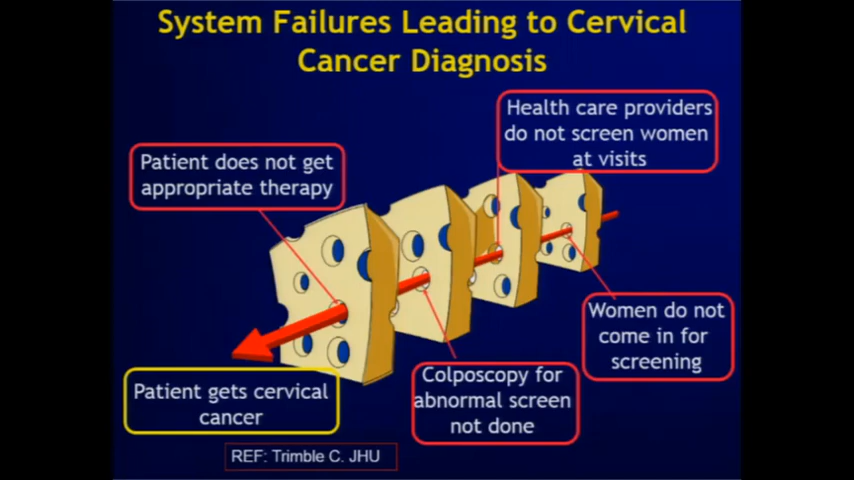 System Failures Leading to Cervical
Cancer Diagnosis
Health care providers
do not screen women
at visits
Patient does not get
appropriate therapy
Women do not
come in for
screening
Colposcopy for
abnormal screen
not done
Patient gets cervical
cancer
REF: Trimble C. JHU